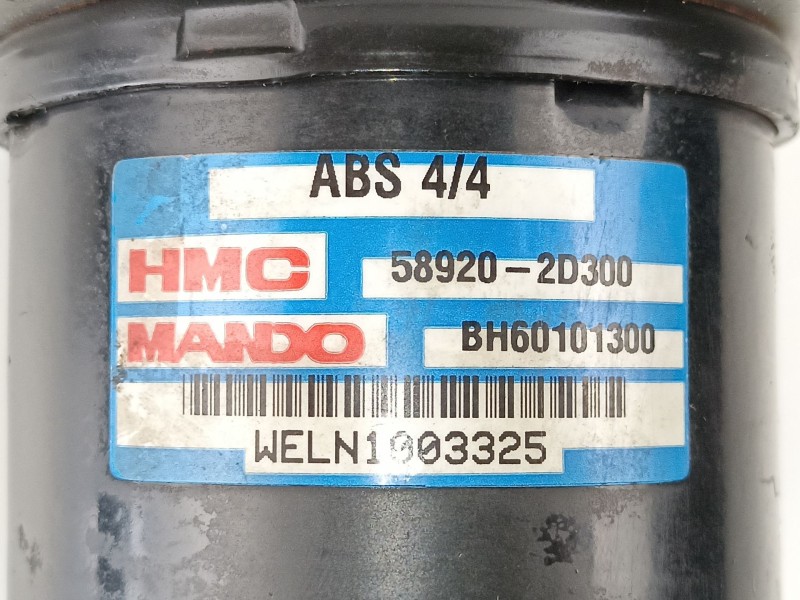 ABS 4/4
HMC 58920-2D300
MANDO BH60101300
WELN1003325